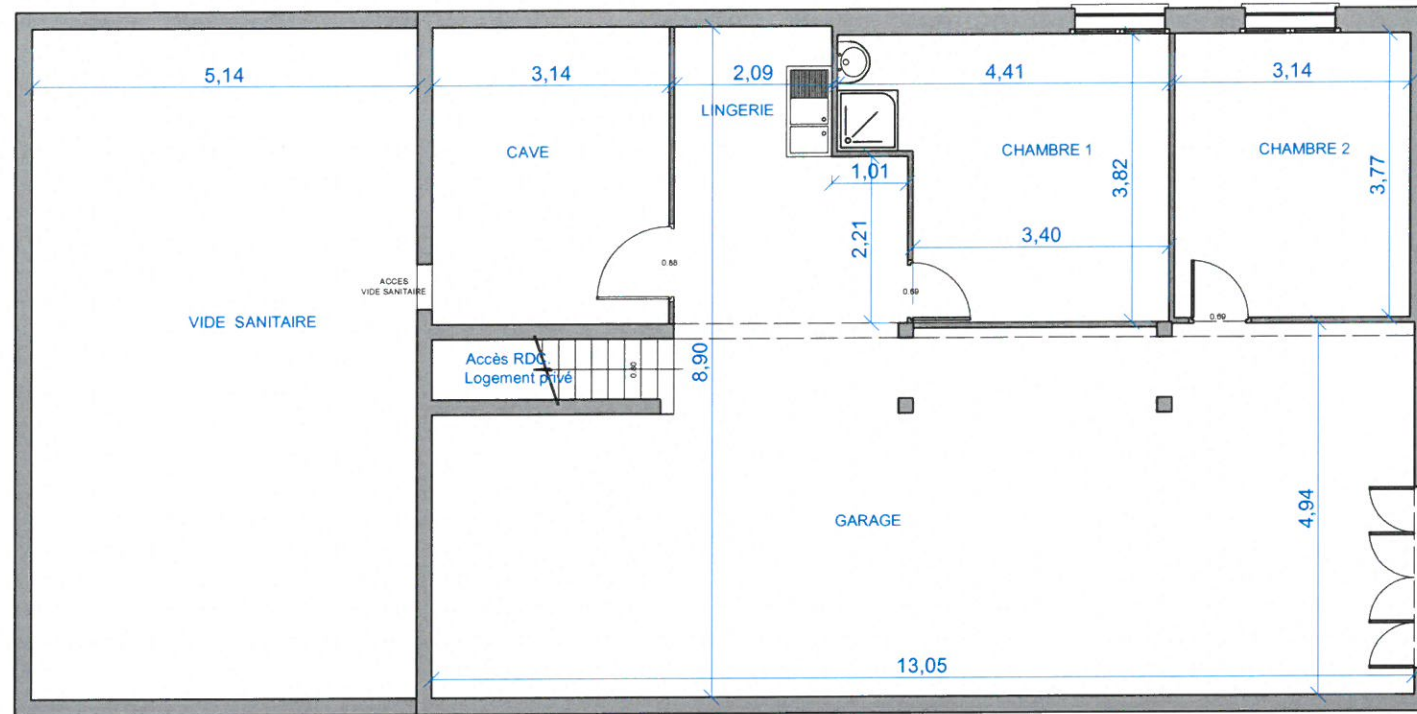 5,14
3,14
2,09
4,41
3,14
LINGERIE
CAVE
CHAMBRE 1
CHAMBRE 2
1,01
3,82
3,77
2,21
3,40
0.88
0.69
0.69
ACCES
VIDE SANITAIRE
VIDE SANITAIRE
Accès RDC.
Logement privé
0.80
8,90
GARAGE
4,94
13,05